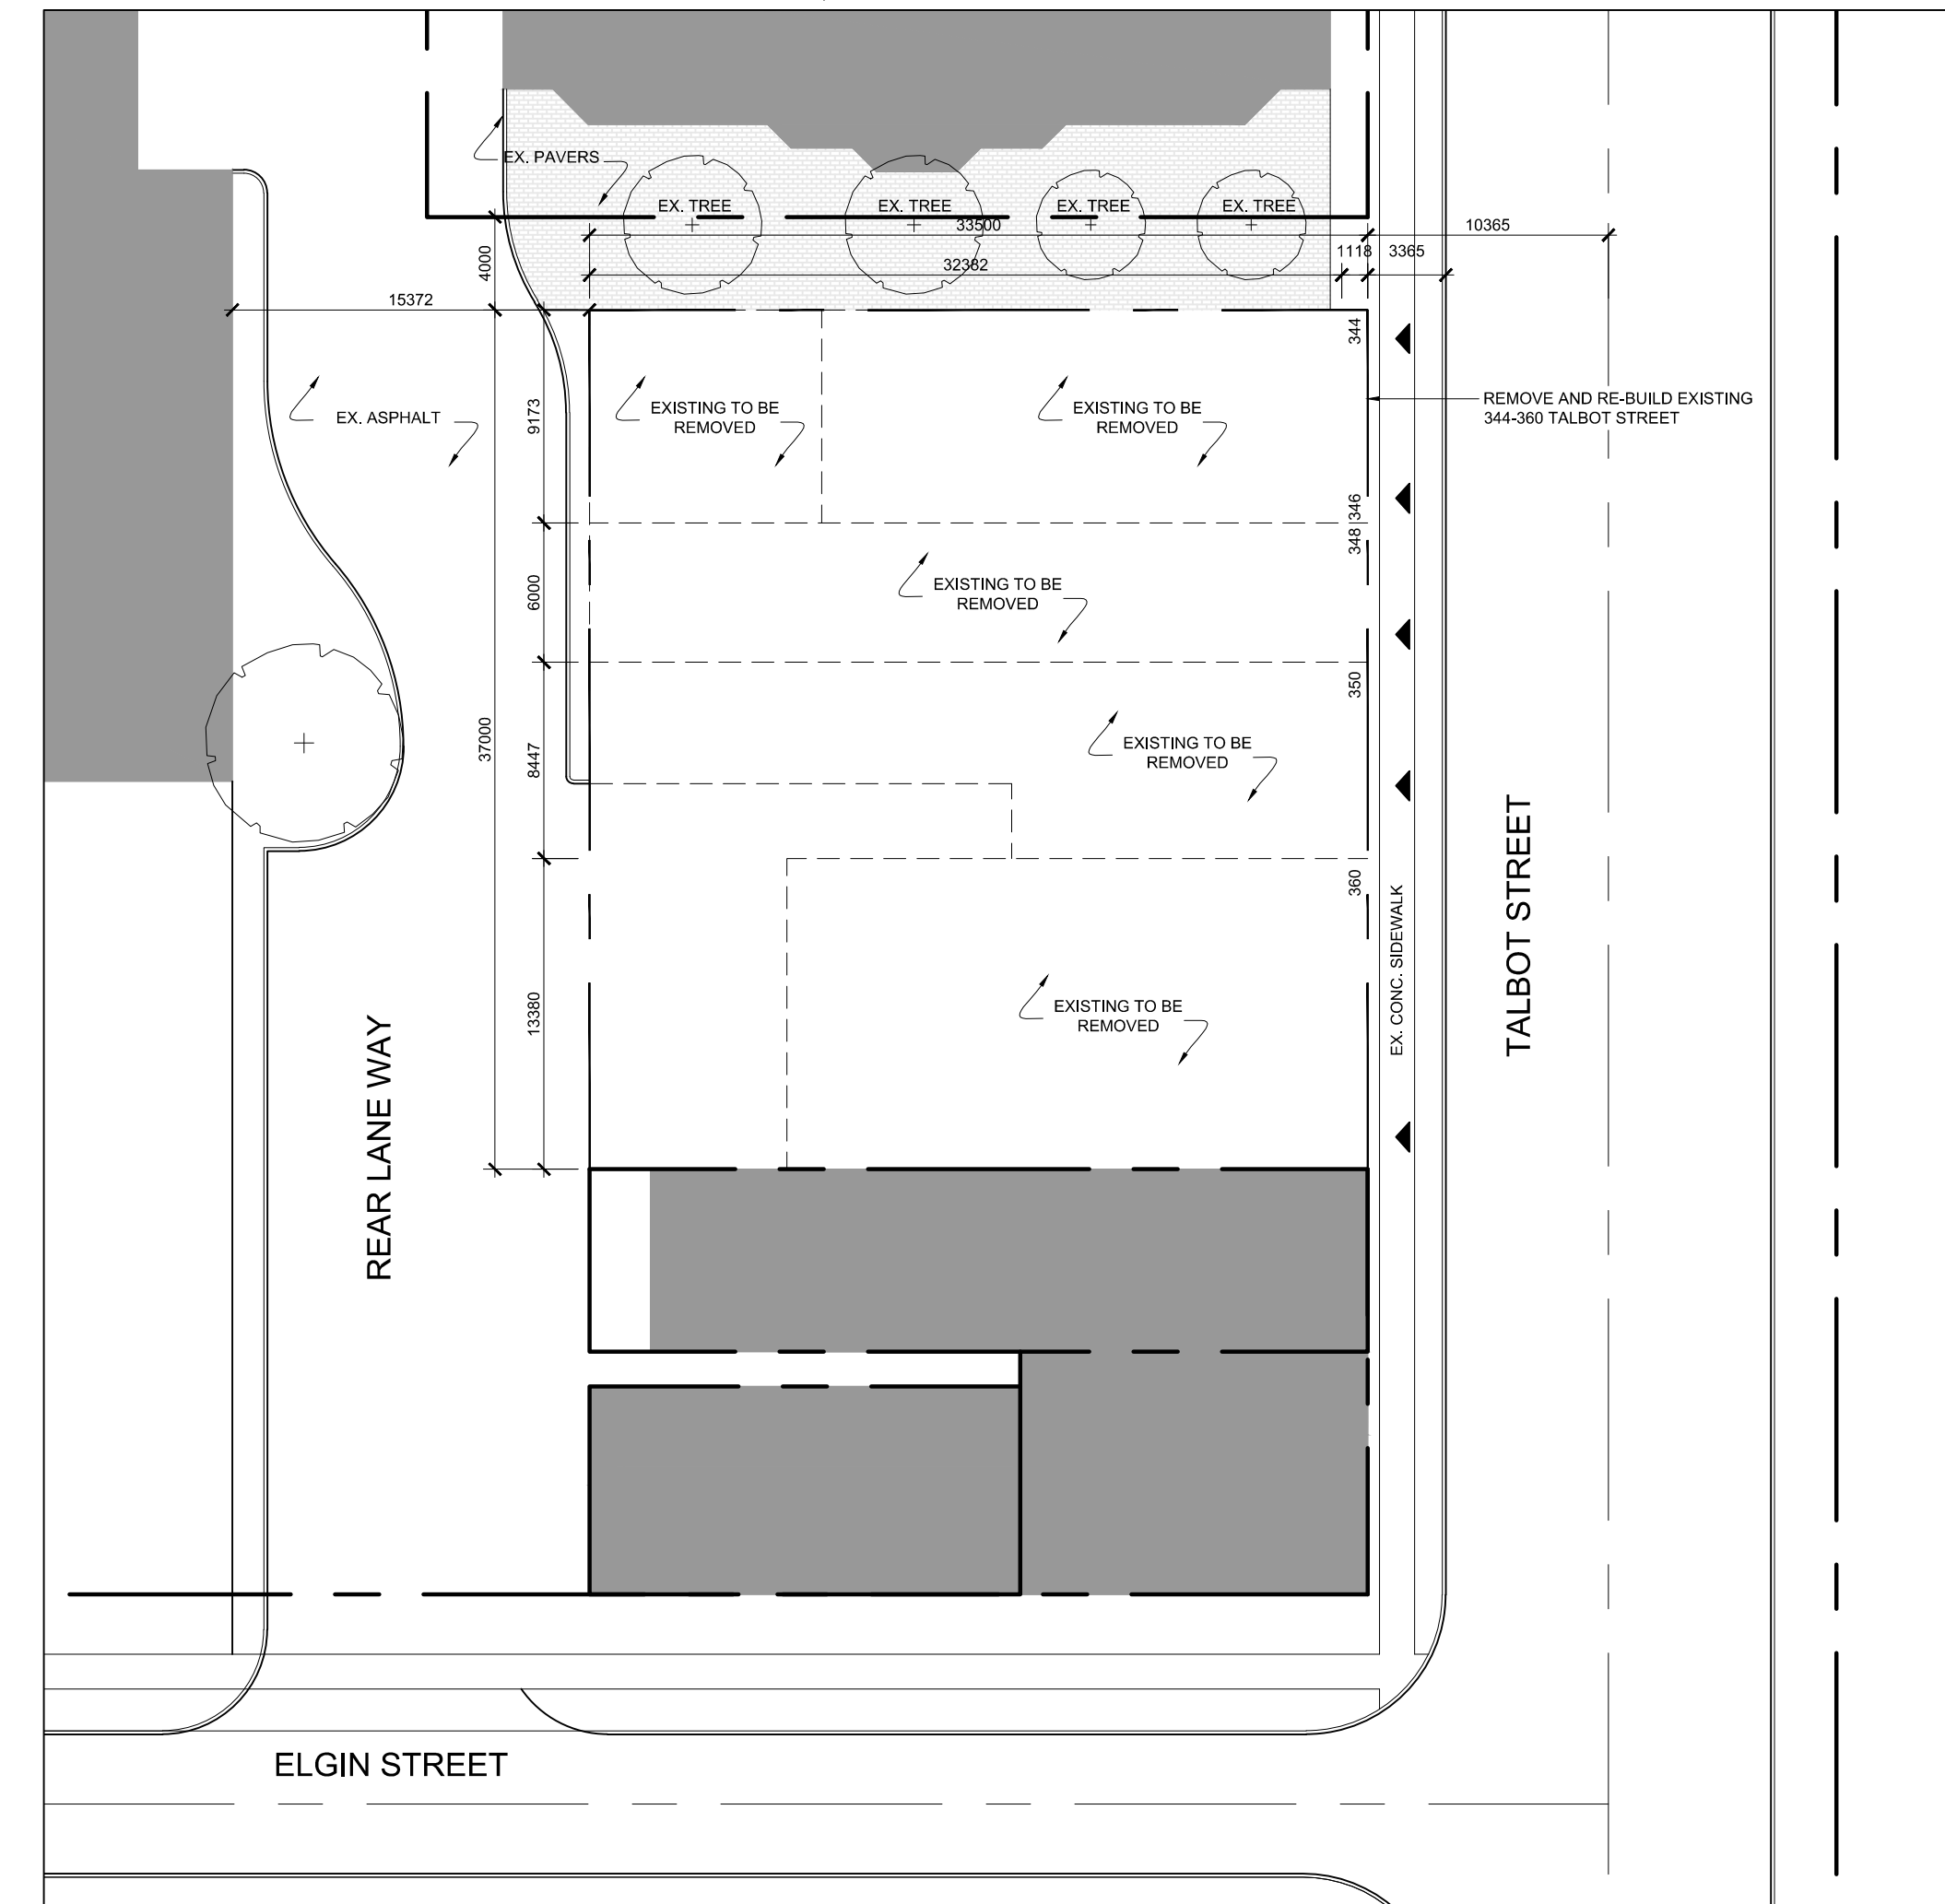 EX. PAVERS
EX. TREE
EX. TREE
EX. TREE
EX. TREE
33500
10365
4000
32382
1118
3365
15372
344
EX. ASPHALT
9173
EXISTING TO BE
REMOVED
EXISTING TO BE
REMOVED
REMOVE AND RE-BUILD EXISTING
344-360 TALBOT STREET
346
348
6000
EXISTING TO BE
REMOVED
350
37000
8447
EXISTING TO BE
REMOVED
360
EX. CONC. SIDEWALK
TALBOT STREET
13380
EXISTING TO BE
REMOVED
REAR LANE WAY
ELGIN STREET